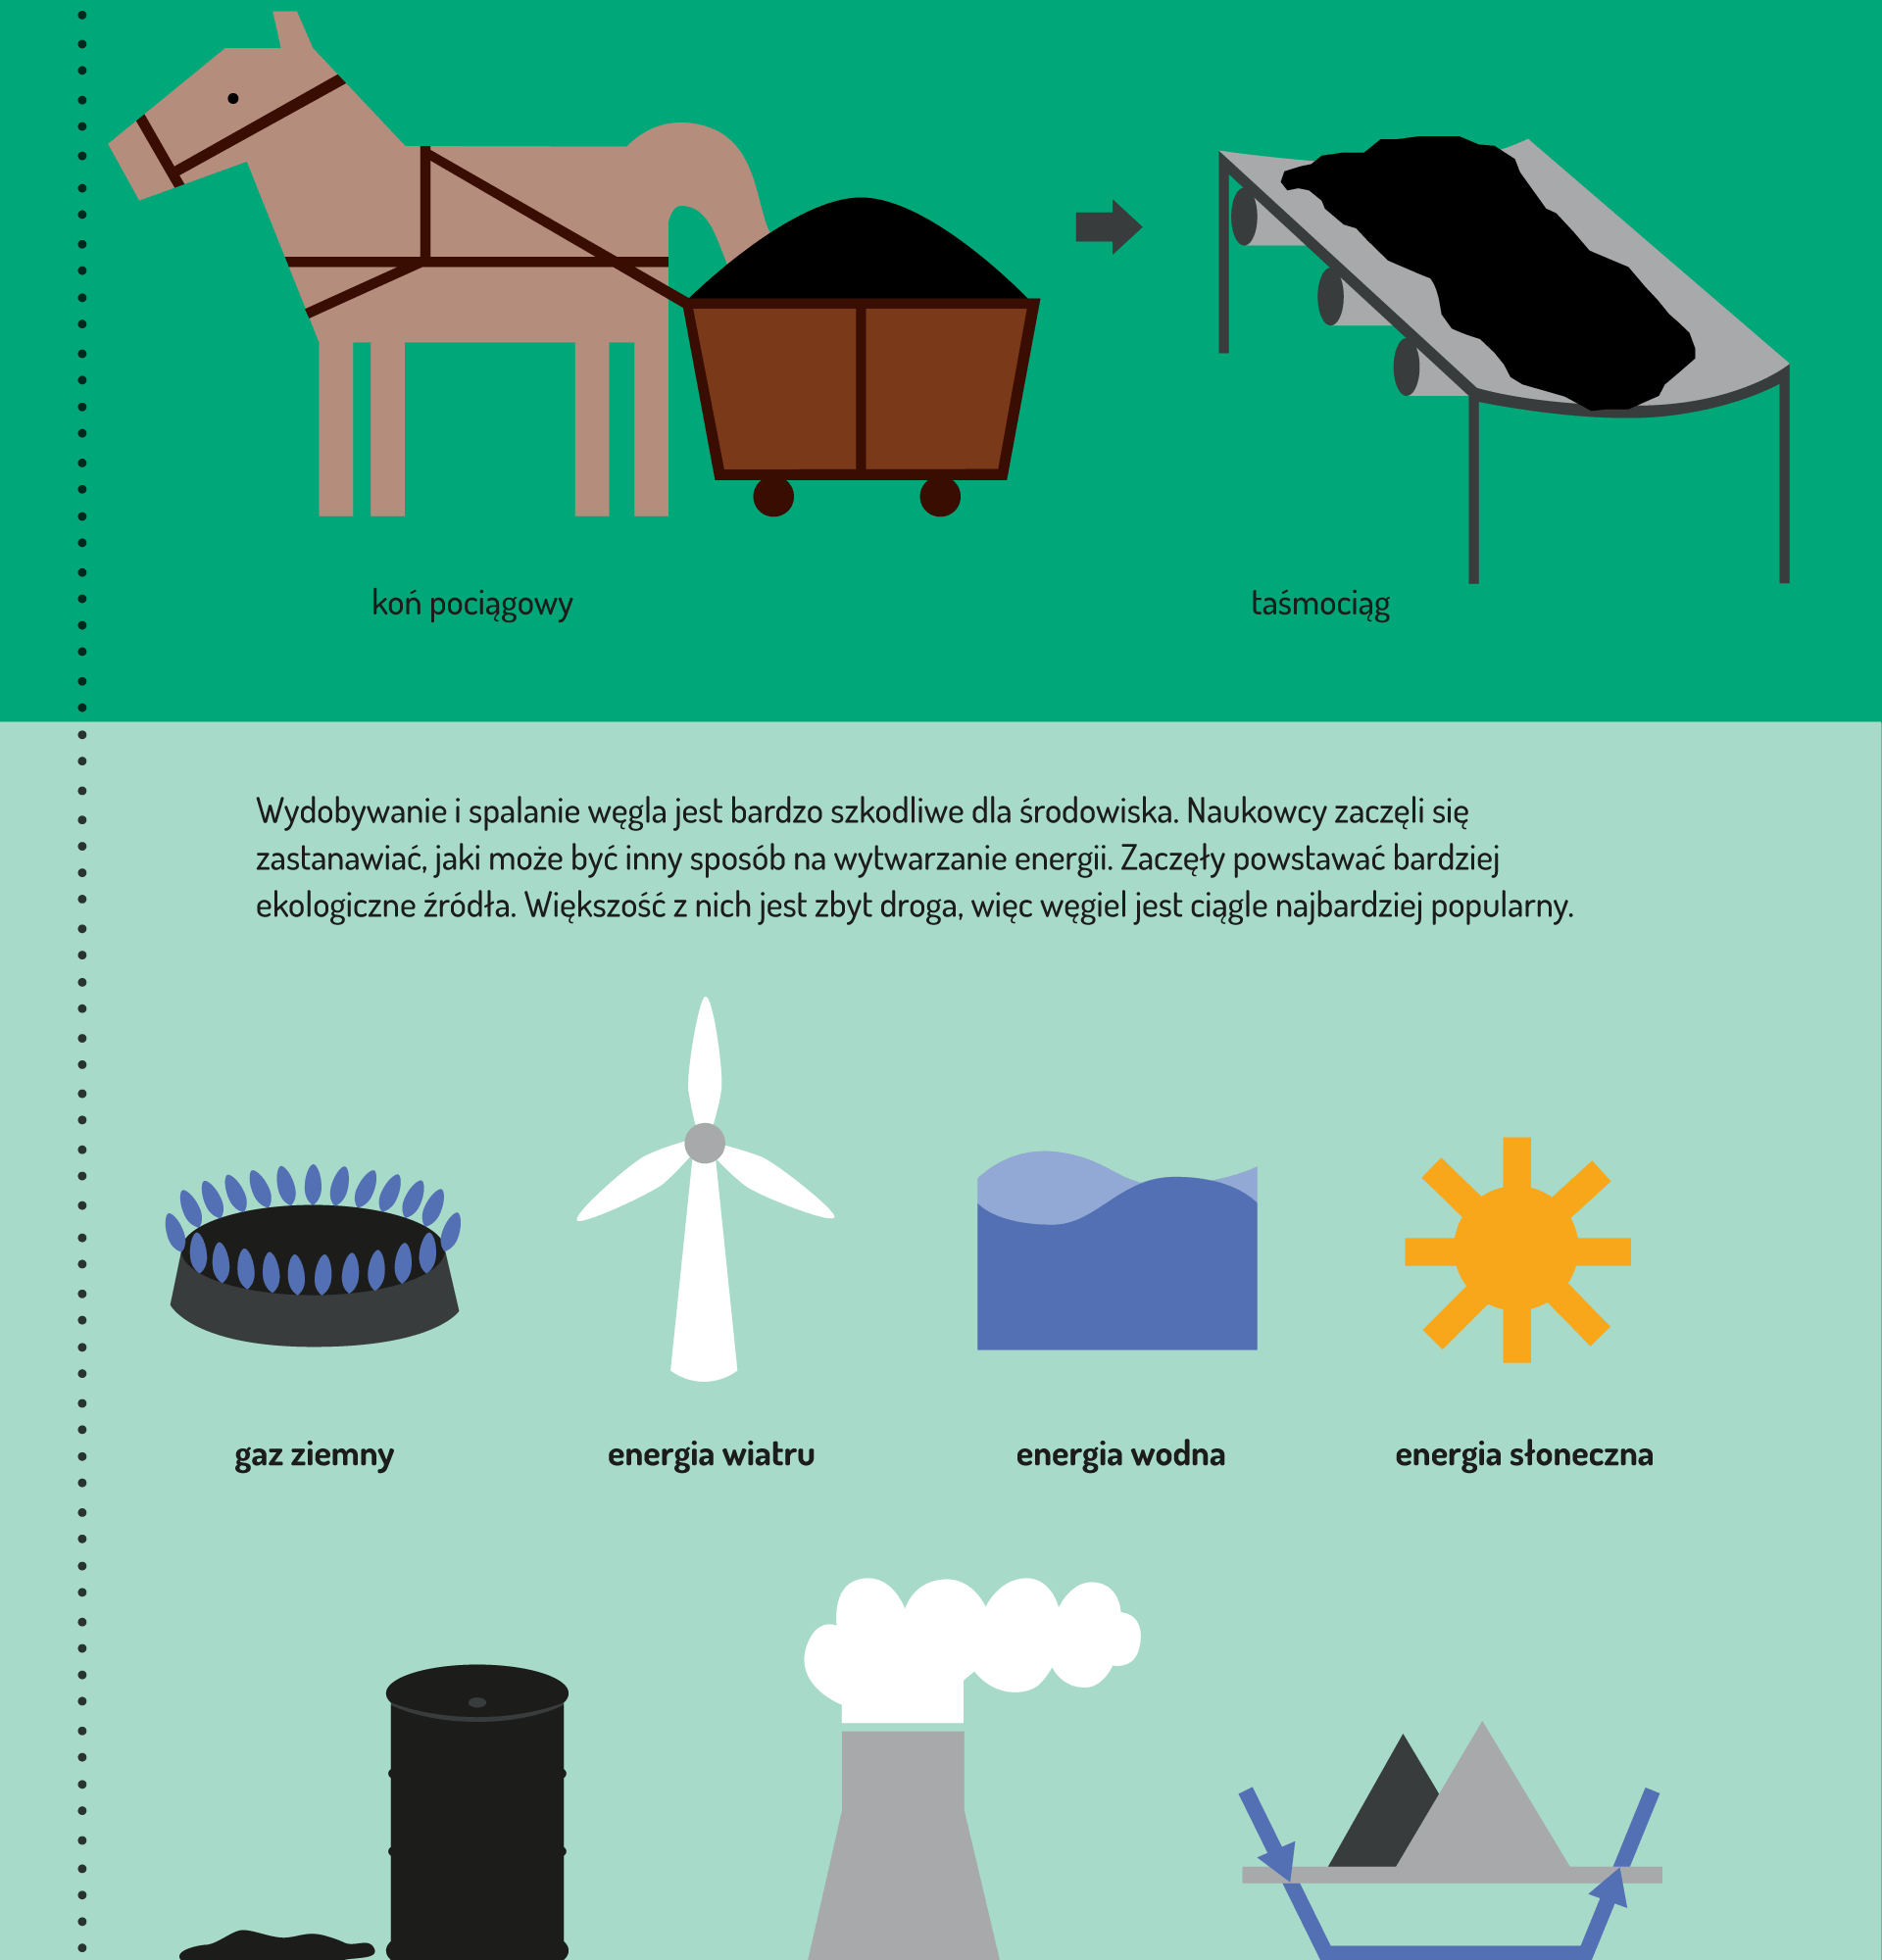 koń pociągowy
taśmociąg
Wydobywanie i spalanie węgla jest bardzo szkodliwe dla środowiska. Naukowcy zaczęli się
zastanawiać, jaki może być inny sposób na wytwarzanie energii. Zaczęły powstawać bardziej
ekologiczne źródła. Większość z nich jest zbyt droga, więc węgiel jest ciągle najbardziej popularny.
gaz ziemny
energia wiatru
energia wodna
energia słoneczna